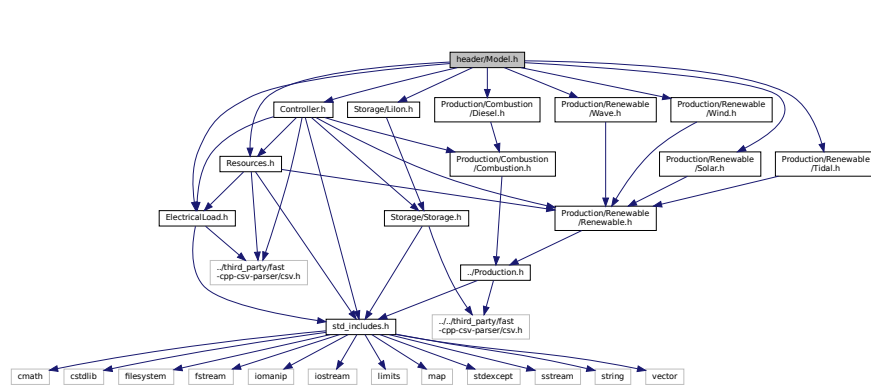 header/Model.h
Controller.h
Storage/LiIon.h
Production/Combustion
/Diesel.h
Production/Renewable
/Wave.h
Production/Renewable
/Wind.h
Resources.h
Production/Combustion
/Combustion.h
Production/Renewable
/Solar.h
Production/Renewable
/Tidal.h
ElectricalLoad.h
Storage/Storage.h
Production/Renewable
/Renewable.h
../third_party/fast
-cpp-csv-parser/csv.h
../Production.h
std_includes.h
../../third_party/fast
-cpp-csv-parser/csv.h
cmath
cstdlib
filesystem
fstream
iomanip
iostream
limits
map
stdexcept
sstream
string
vector